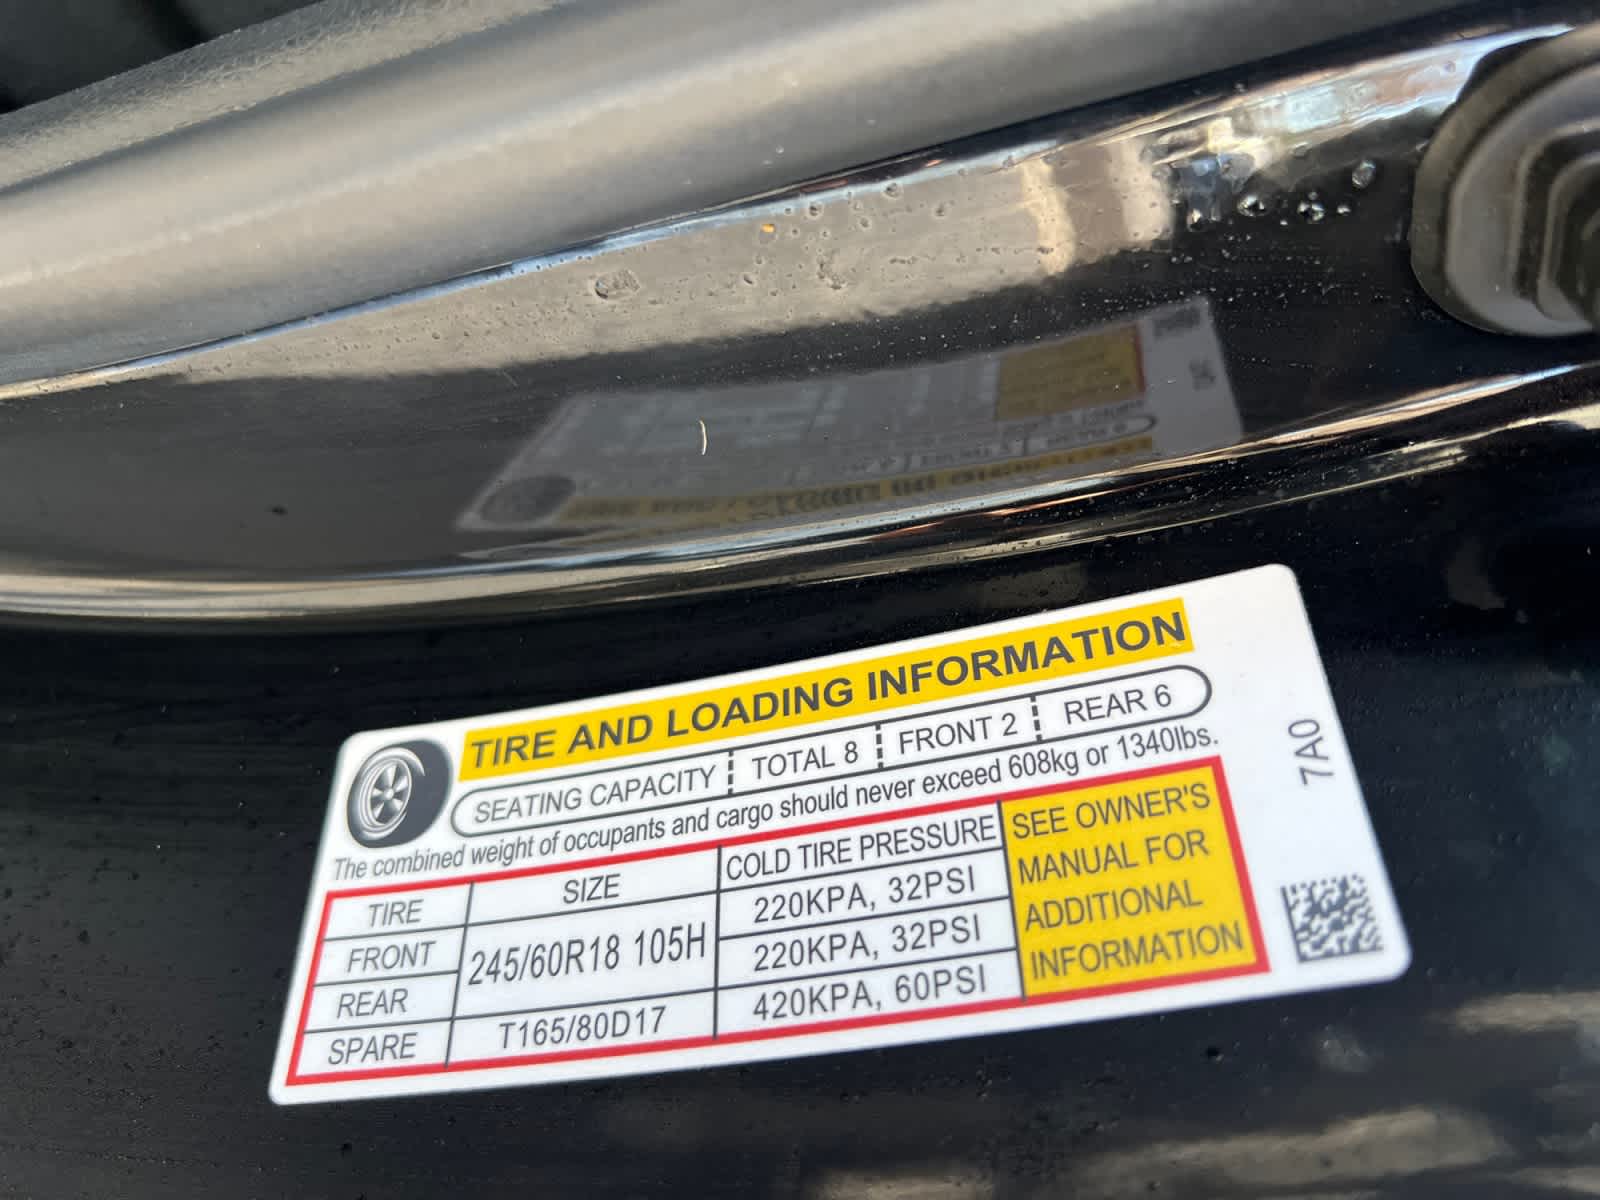 TIRE AND LOADING INFORMATION
SEATING CAPACITY TOTAL 8 FRONT 2 REAR 6
The combined weight of occupants and cargo should never exceed 608kg or 1340lbs.
TIRE SIZE COLD TIRE PRESSURE
FRONT 245/60R18 105H 220KPA, 32PSI
REAR 220KPA, 32PSI
SPARE T165/80D17 420KPA, 60PSI
SEE OWNER'S
MANUAL FOR
ADDITIONAL
INFORMATION
7A0